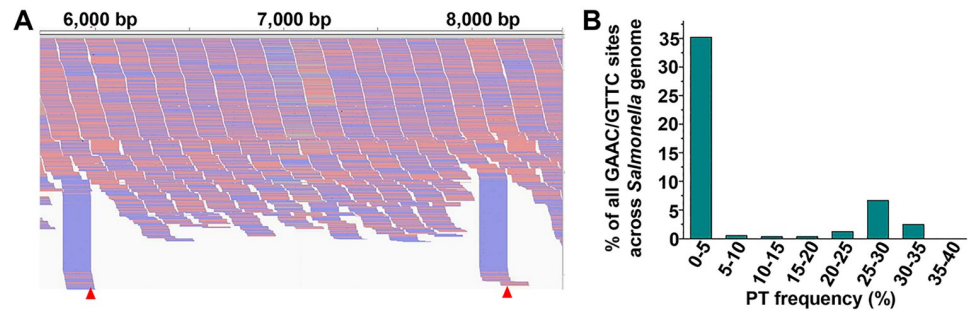 A
6,000 bp 7,000 bp 8,000 bp
B
% of all GAAC/GTTC sites
across Salmonella genome
35
30
25
20
15
10
5
0
0-5 5-10 10-15 15-20 20-25 25-30 30-35 35-40
PT frequency (%)